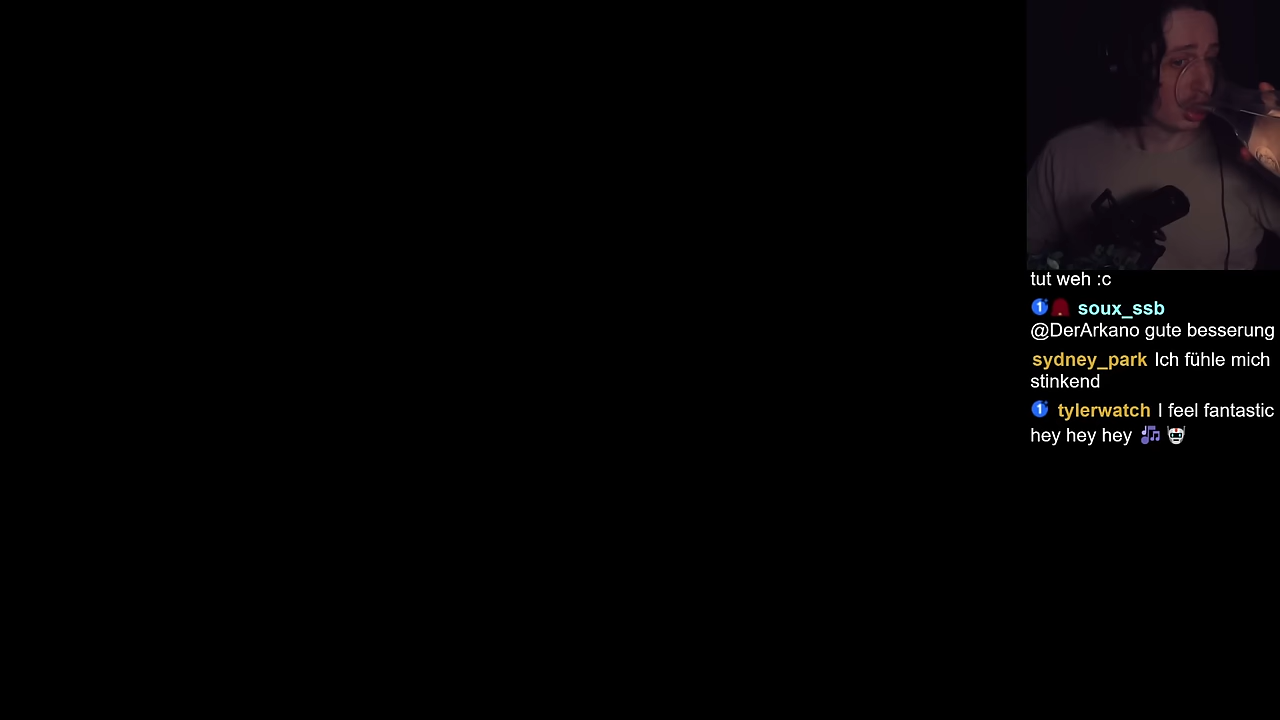 tut weh :c
soux_ssb
@DerArkano gute besserung
sydney_park Ich fühle mich
stinkend
tylerwatch I feel fantastic
hey hey hey 🎶 🤖